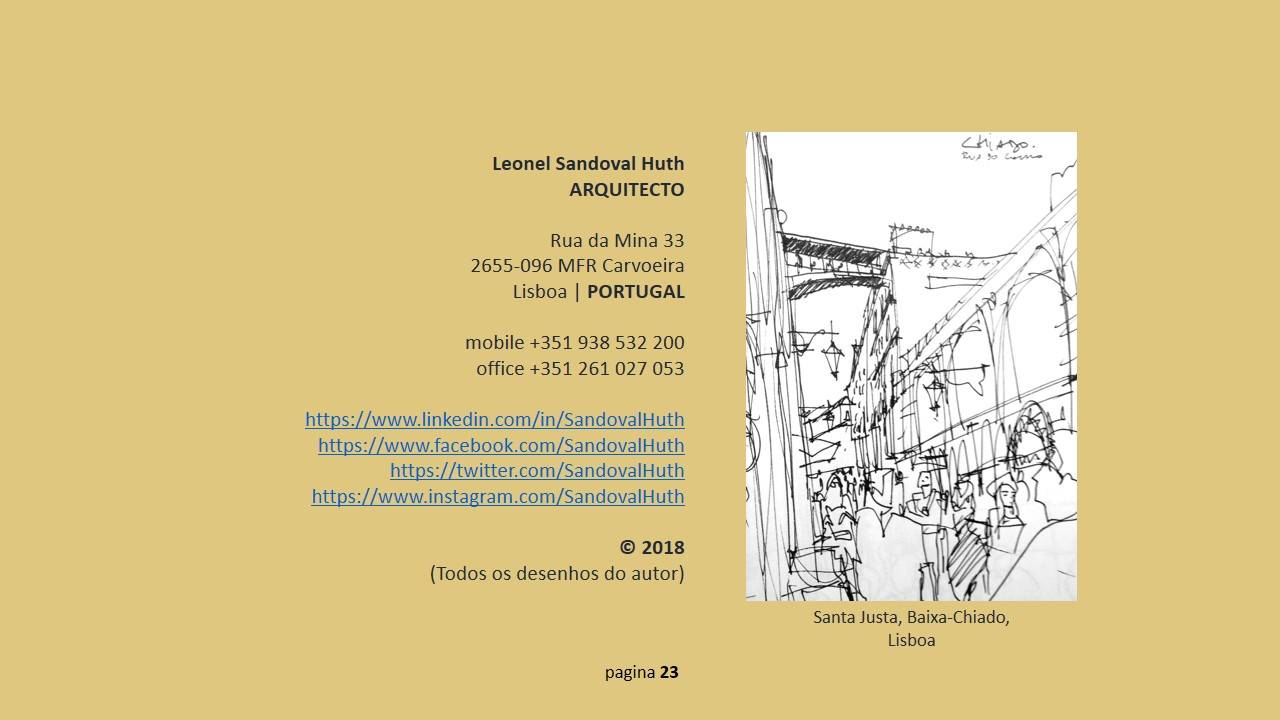 Leonel Sandoval Huth
ARQUITECTO
Rua da Mina 33
2655-096 MFR Carvoeira
Lisboa | PORTUGAL
mobile +351 938 532 200
office +351 261 027 053
https://www.linkedin.com/in/SandovalHuth
https://www.facebook.com/SandovalHuth
https://twitter.com/SandovalHuth
https://www.instagram.com/SandovalHuth
© 2018
(Todos os desenhos do autor)
CHIADO.
RUA DO
Santa Justa, Baixa-Chiado,
Lisboa
pagina 23